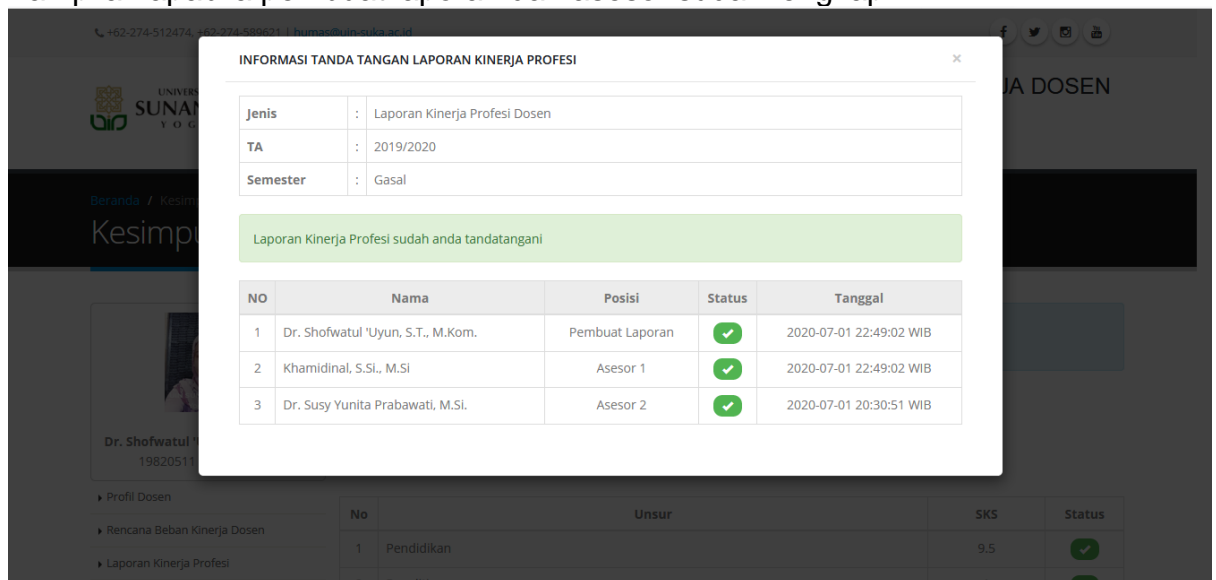 +62-274-512474, +62-274-589621 | humas@uin-suka.ac.id
INFORMASI TANDA TANGAN LAPORAN KINERJA PROFESI ×
JA DOSEN
UNIVERS
SUNAN
YOG
Jenis : Laporan Kinerja Profesi Dosen
TA : 2019/2020
Semester : Gasal
Beranda / Kesim
Kesimpu
Laporan Kinerja Profesi sudah anda tandatangani
NO Nama Posisi Status Tanggal
1 Dr. Shofwatul 'Uyun, S.T., M.Kom. Pembuat Laporan 2020-07-01 22:49:02 WIB
2 Khamidinal, S.Si., M.Si Asesor 1 2020-07-01 22:49:02 WIB
3 Dr. Susy Yunita Prabawati, M.Si. Asesor 2 2020-07-01 20:30:51 WIB
Dr. Shofwatul '
19820511
Profil Dosen
Rencana Beban Kinerja Dosen
Laporan Kinerja Profesi
No Unsur SKS Status
1 Pendidikan 9.5